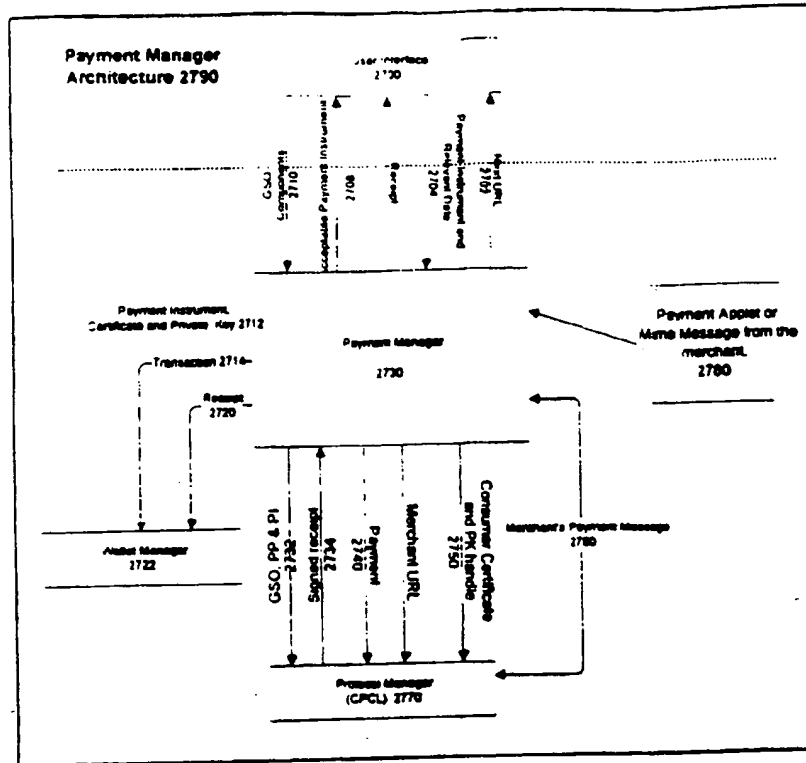 Payment Manager
Architecture 2790
User Interface
2700
GSO
Components
2710
Acceptable Payment Instrument
2708
Receipt
Payment Instrument and
Relevant Data
2704
Next URL
2702
Payment Instrument,
Certificate and Private Key 2712
Transaction 2714
Receipt
2720
Payment Manager
2730
Payment Applet or
Mime Message from the
merchant.
2780
GSO, PP & PI
2732
Signed receipt
2734
Payment
2740
Merchant URL
Consumer Certificate
and PK handle
2750
Merchant's Payment Message
2760
Wallet Manager
2722
Protocol Manager
(CPCL) 2770